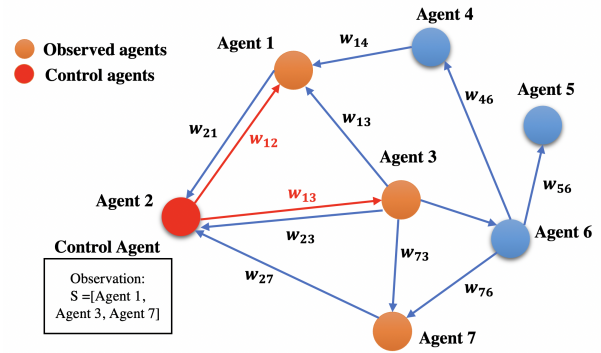 Observed agents
Control agents
Agent 1
Agent 4
Agent 5
Agent 3
Agent 2
Agent 6
Agent 7
w14
w21
w12
w13
w46
w56
w13
w23
w73
w27
w76
Control Agent
Observation:
S =[Agent 1,
Agent 3, Agent 7]